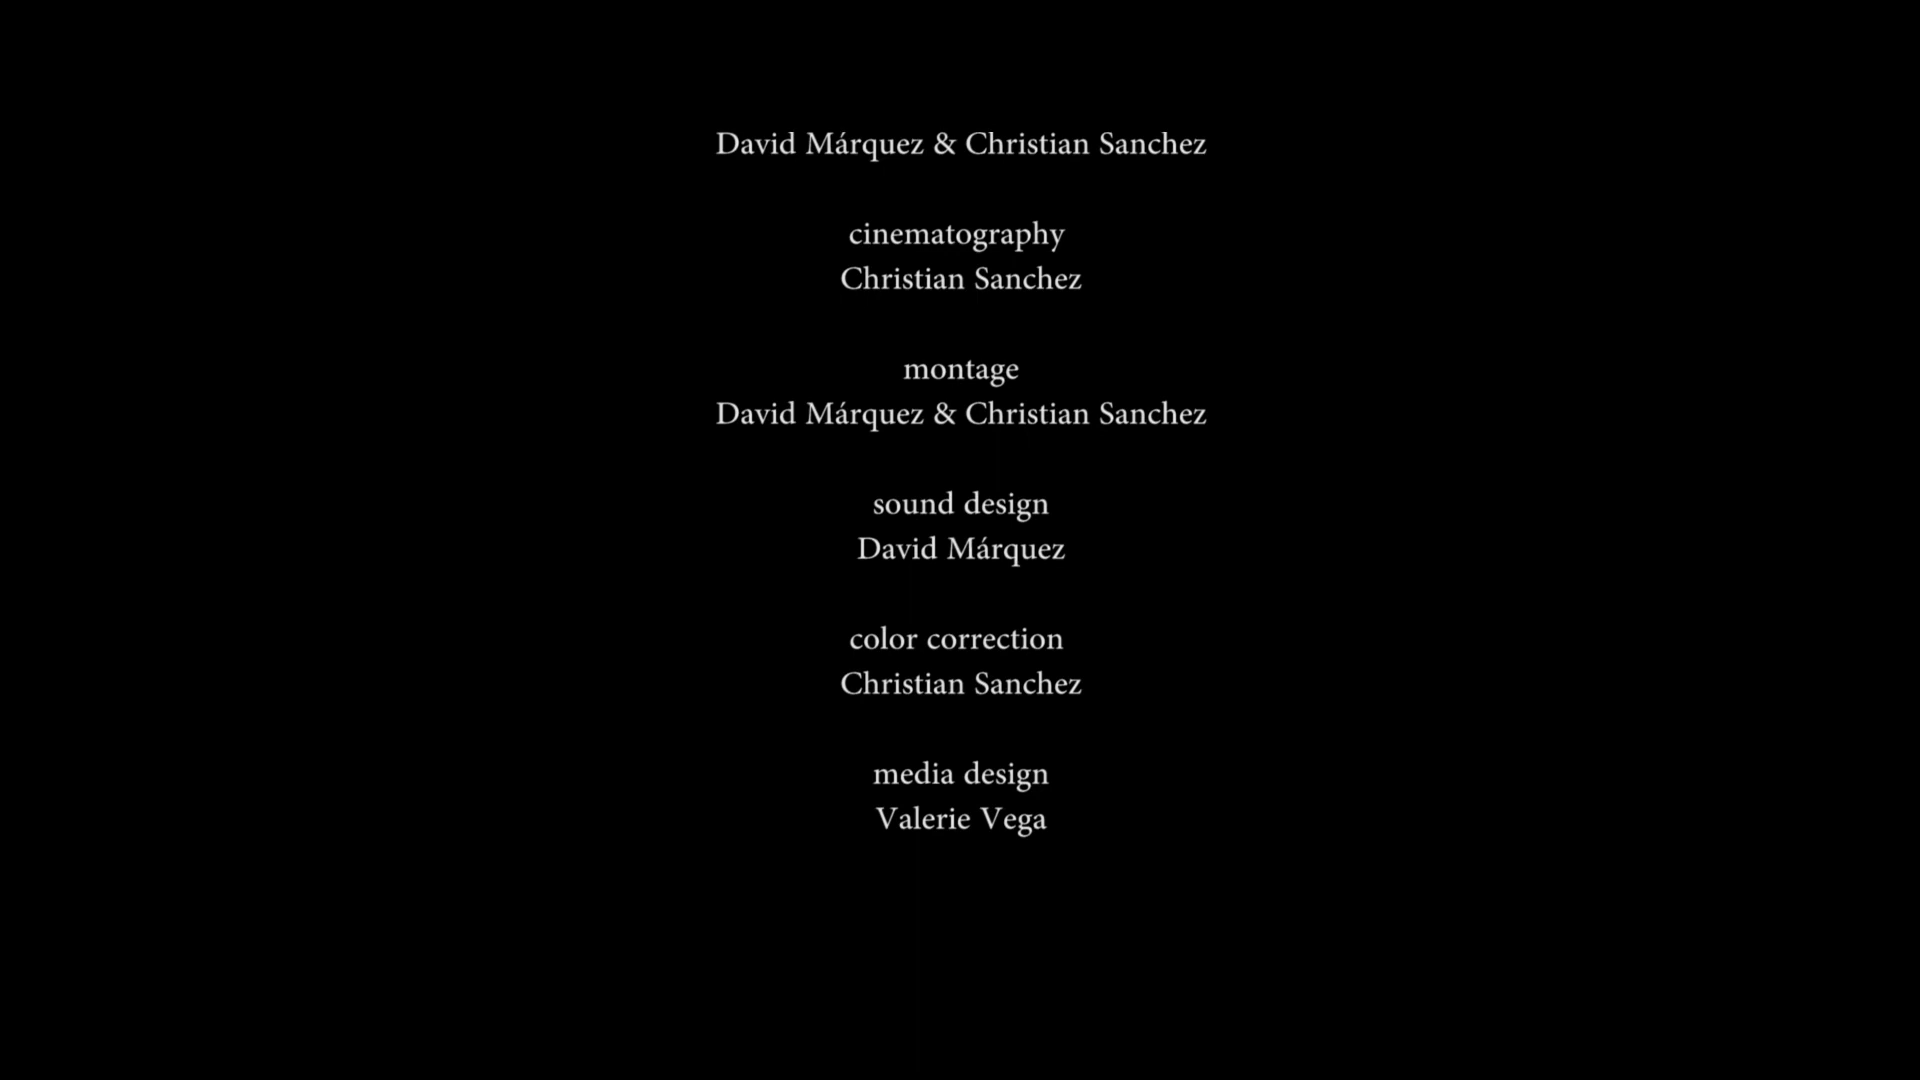 David Márquez & Christian Sanchez
cinematography
Christian Sanchez
montage
David Márquez & Christian Sanchez
sound design
David Márquez
color correction
Christian Sanchez
media design
Valerie Vega